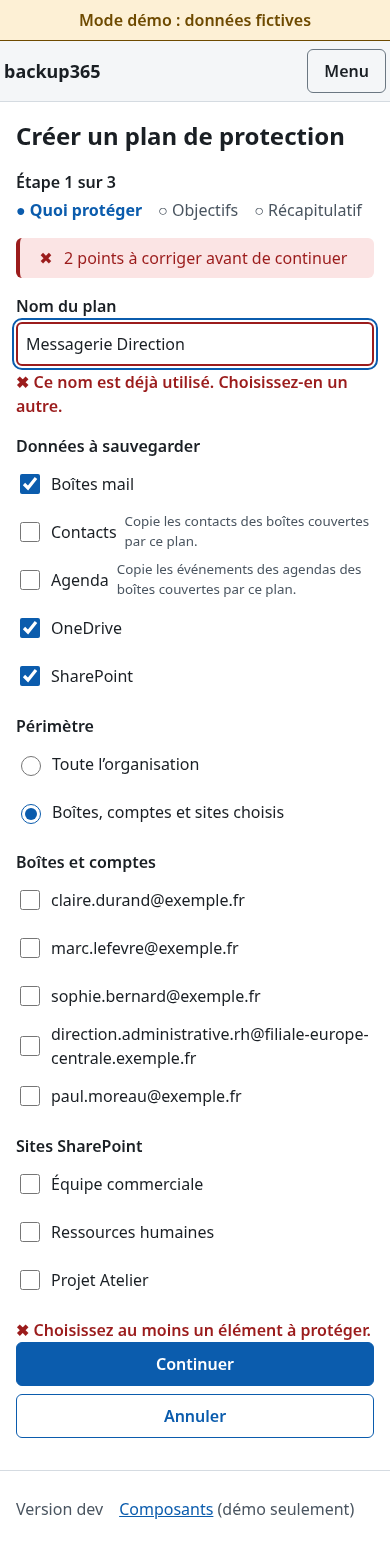 Mode démo : données fictives
backup365
Menu
Créer un plan de protection
Étape 1 sur 3
● Quoi protéger ○ Objectifs ○ Récapitulatif
✖ 2 points à corriger avant de continuer
Nom du plan
Messagerie Direction
✖ Ce nom est déjà utilisé. Choisissez-en un
autre.
Données à sauvegarder
Boîtes mail
Contacts
Copie les contacts des boîtes couvertes
par ce plan.
Agenda
Copie les événements des agendas des
boîtes couvertes par ce plan.
OneDrive
SharePoint
Périmètre
Toute l’organisation
Boîtes, comptes et sites choisis
Boîtes et comptes
claire.durand@exemple.fr
marc.lefevre@exemple.fr
sophie.bernard@exemple.fr
direction.administrative.rh@filiale-europe-
centrale.exemple.fr
paul.moreau@exemple.fr
Sites SharePoint
Équipe commerciale
Ressources humaines
Projet Atelier
✖ Choisissez au moins un élément à protéger.
Continuer
Annuler
Version dev Composants (démo seulement)